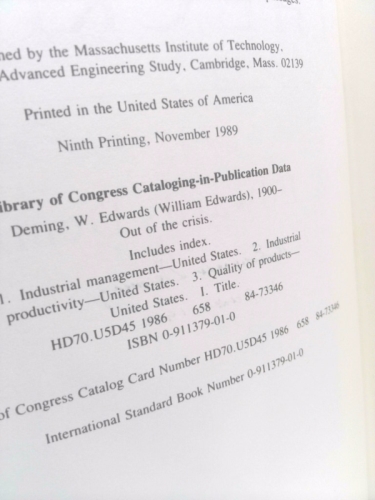 ned by the Massachusetts Institute of Technology,
Advanced Engineering Study, Cambridge, Mass. 02139
Printed in the United States of America
Ninth Printing, November 1989
ibrary of Congress Cataloging-in-Publication Data
Deming, W. Edwards (William Edwards), 1900–
Out of the crisis.
Includes index.
1. Industrial management—United States. 2. Industrial
productivity—United States. 3. Quality of products—
United States. I. Title.
HD70.U5D45 1986 658 84-73346
ISBN 0-911379-01-0
of Congress Catalog Card Number HD70.U5D45 1986 658 84-73346
International Standard Book Number 0-911379-01-0